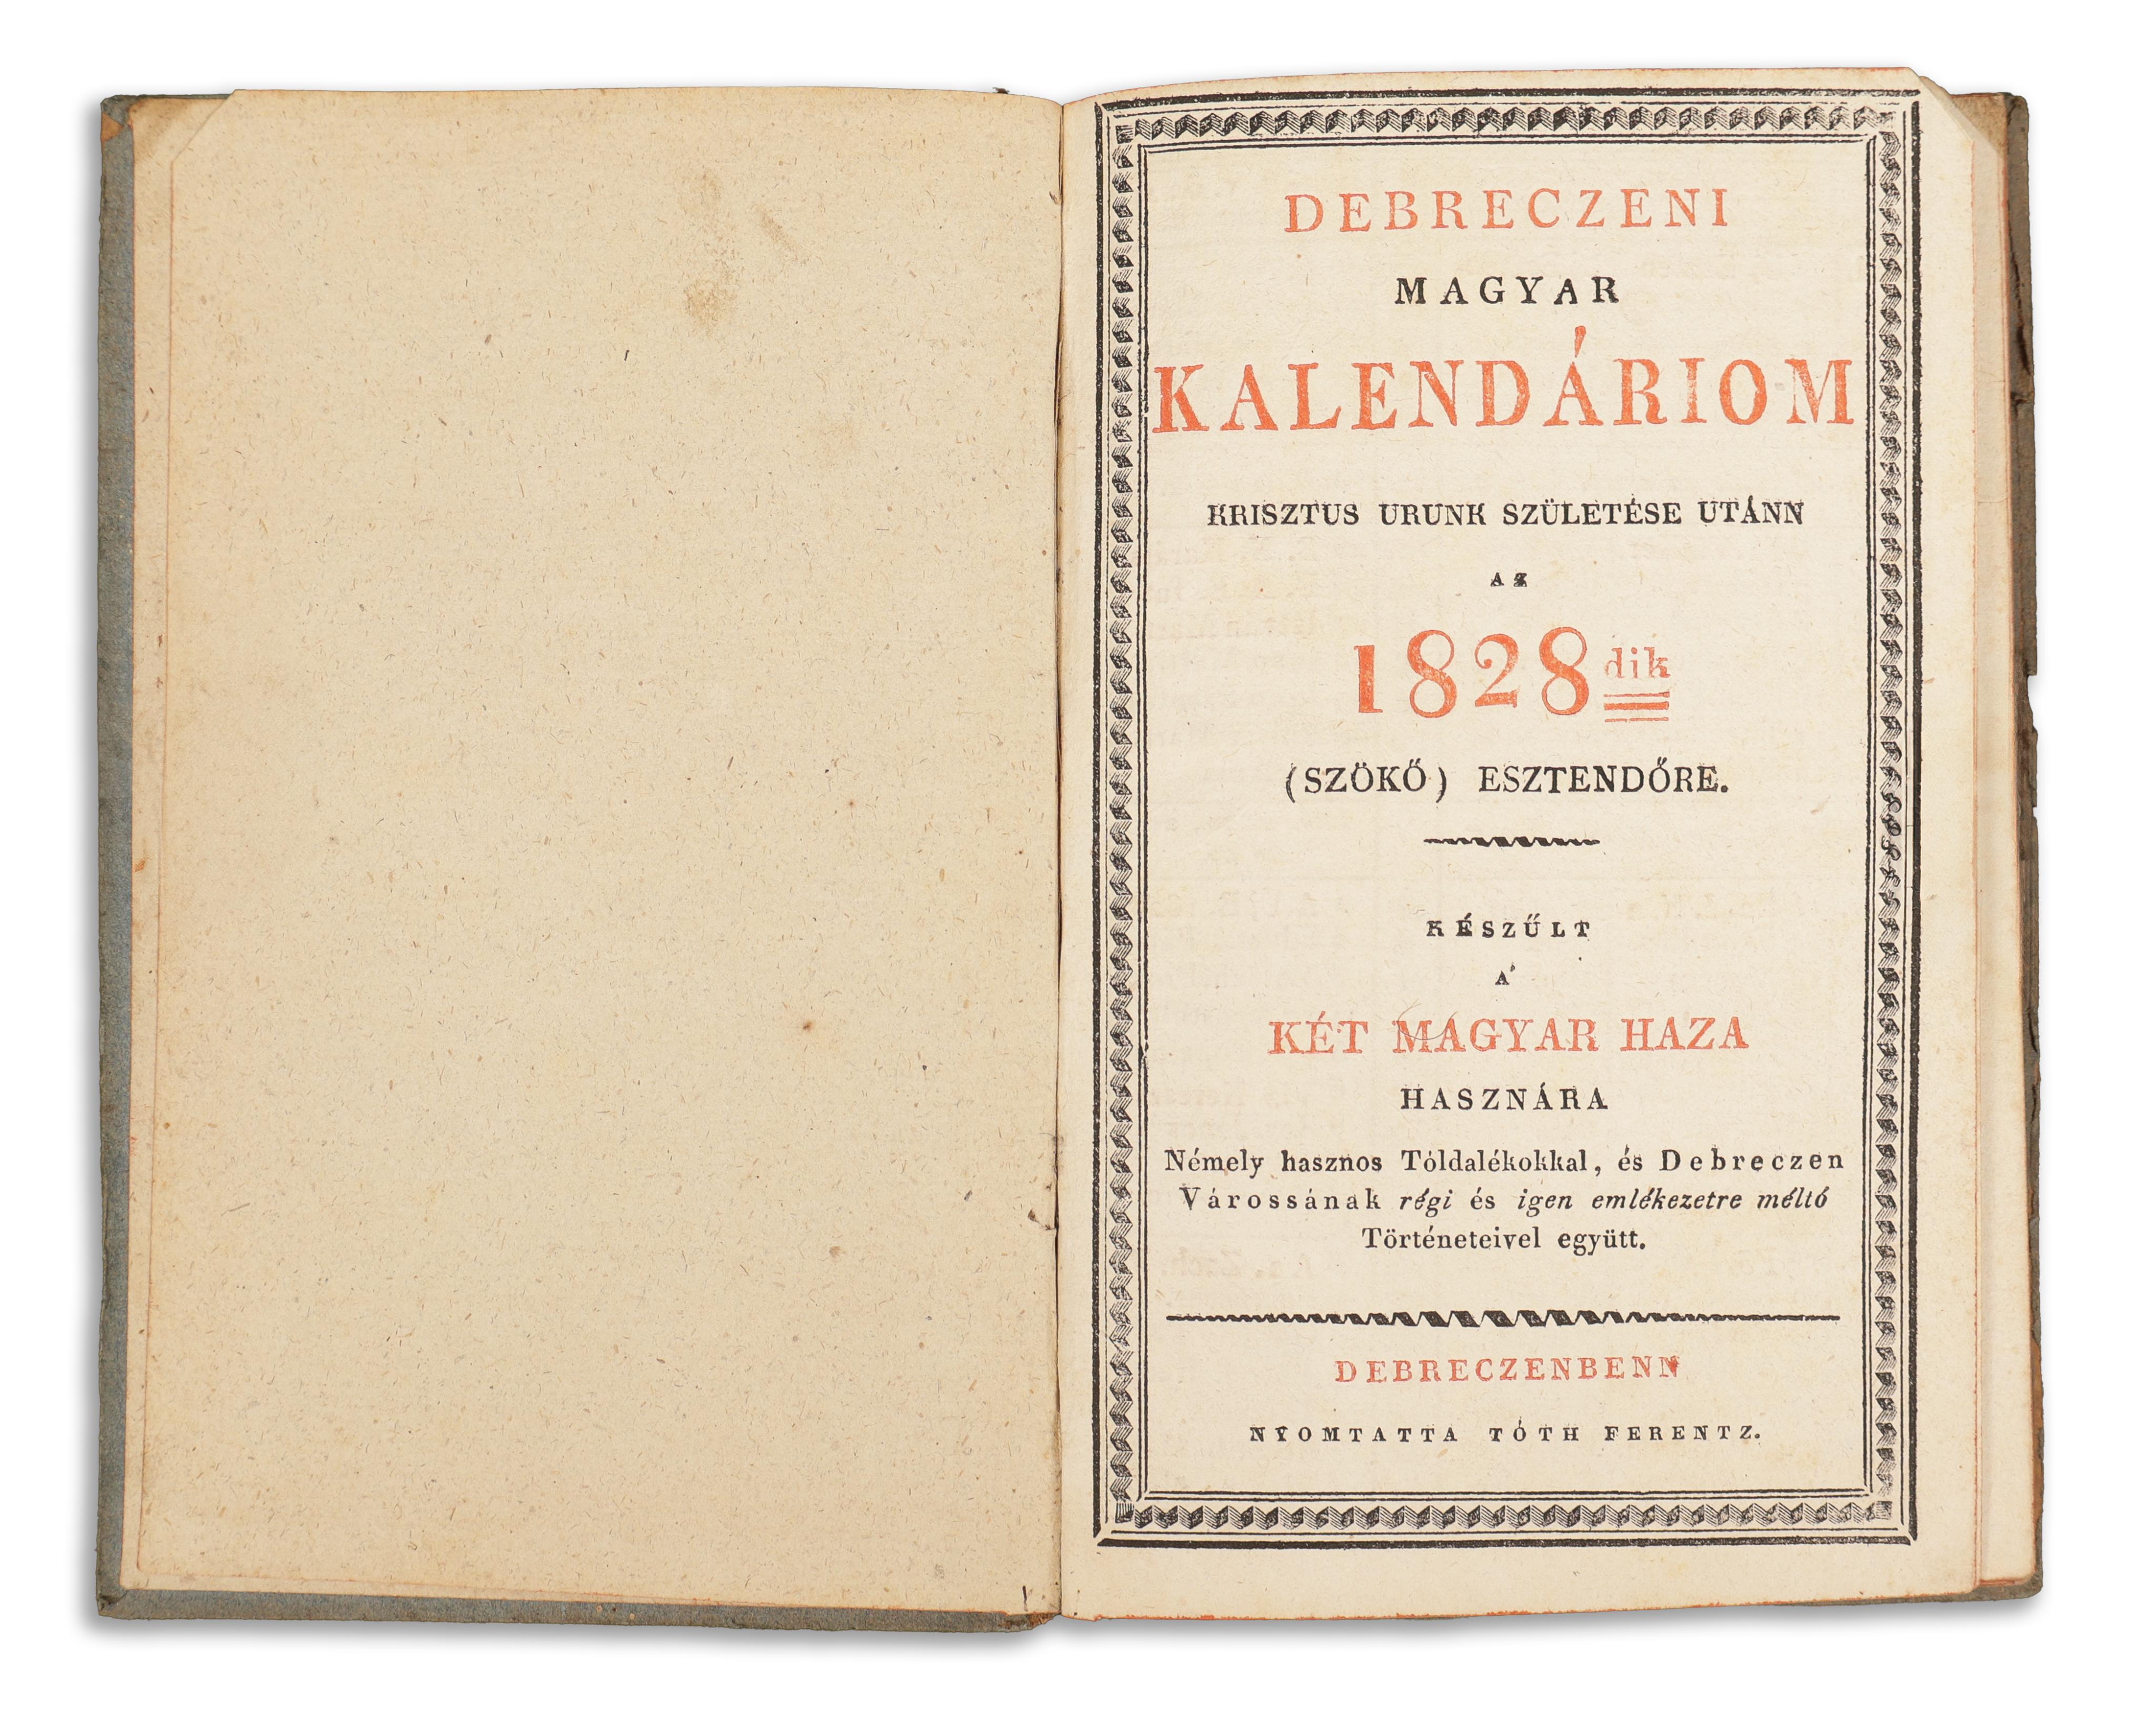 DEBRECZENI
MAGYAR
KALENDÁRIOM
KRISZTUS URUNK SZÜLETÉSE UTÁNN
AZ
1828dik
(SZÖKŐ) ESZTENDŐRE.
KÉSZŰLT
A'
KÉT MAGYAR HAZA
HASZNÁRA
Némely hasznos Tóldalékokkal, és Debreczen
Várossának régi és igen emlékezetre méltó
Történeteivel együtt.
DEBRECZENBENN
NYOMTATTA TÓTH FERENTZ.